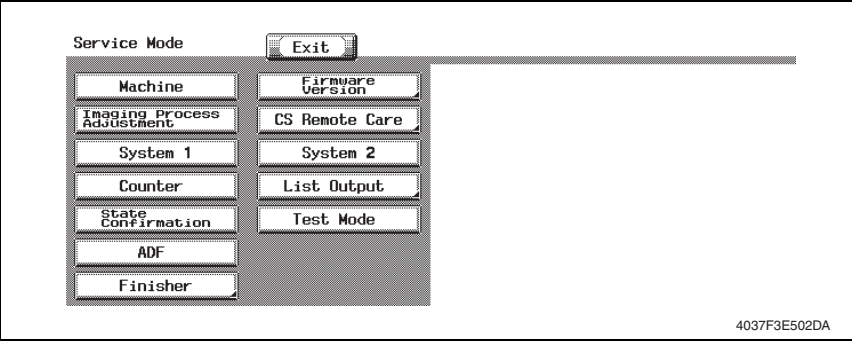 Service Mode
Exit
Machine
Firmware
Version
Imaging Process
Adjustment
CS Remote Care
System 1
System 2
Counter
List Output
State
Confirmation
Test Mode
ADF
Finisher
4037F3E502DA